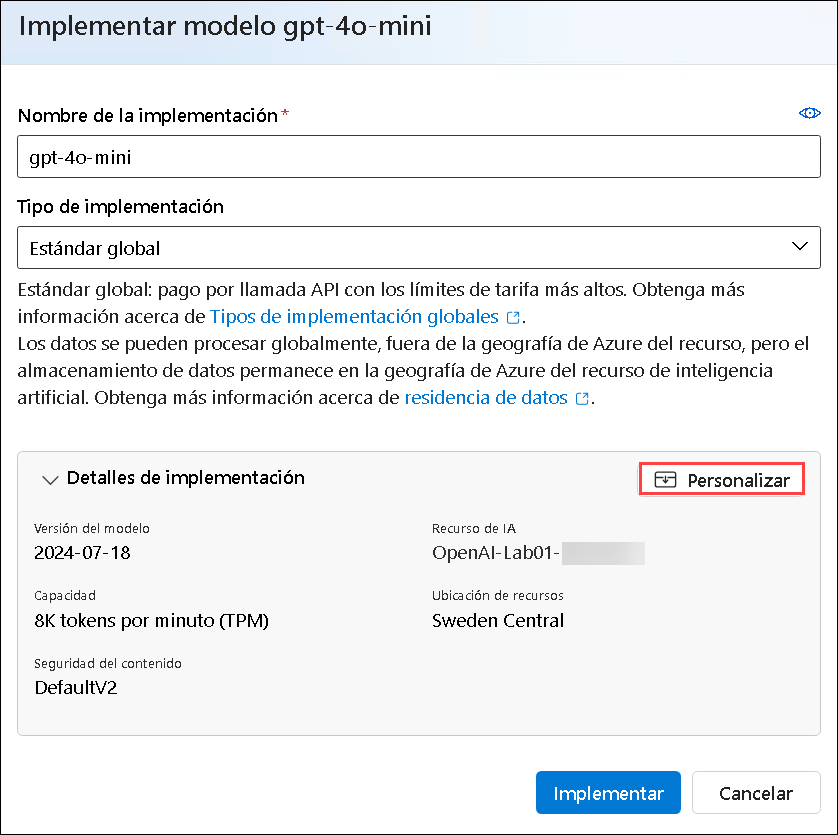 Implementar modelo gpt-4o-mini
Nombre de la implementación*
gpt-4o-mini
Tipo de implementación
Estándar global
Estándar global: pago por llamada API con los límites de tarifa más altos. Obtenga más
información acerca de Tipos de implementación globales.
Los datos se pueden procesar globalmente, fuera de la geografía de Azure del recurso, pero el
almacenamiento de datos permanece en la geografía de Azure del recurso de inteligencia
artificial. Obtenga más información acerca de residencia de datos.
Detalles de implementación
Personalizar
Versión del modelo
2024-07-18
Recurso de IA
OpenAI-Lab01-
Capacidad
8K tokens por minuto (TPM)
Ubicación de recursos
Sweden Central
Seguridad del contenido
DefaultV2
Implementar
Cancelar